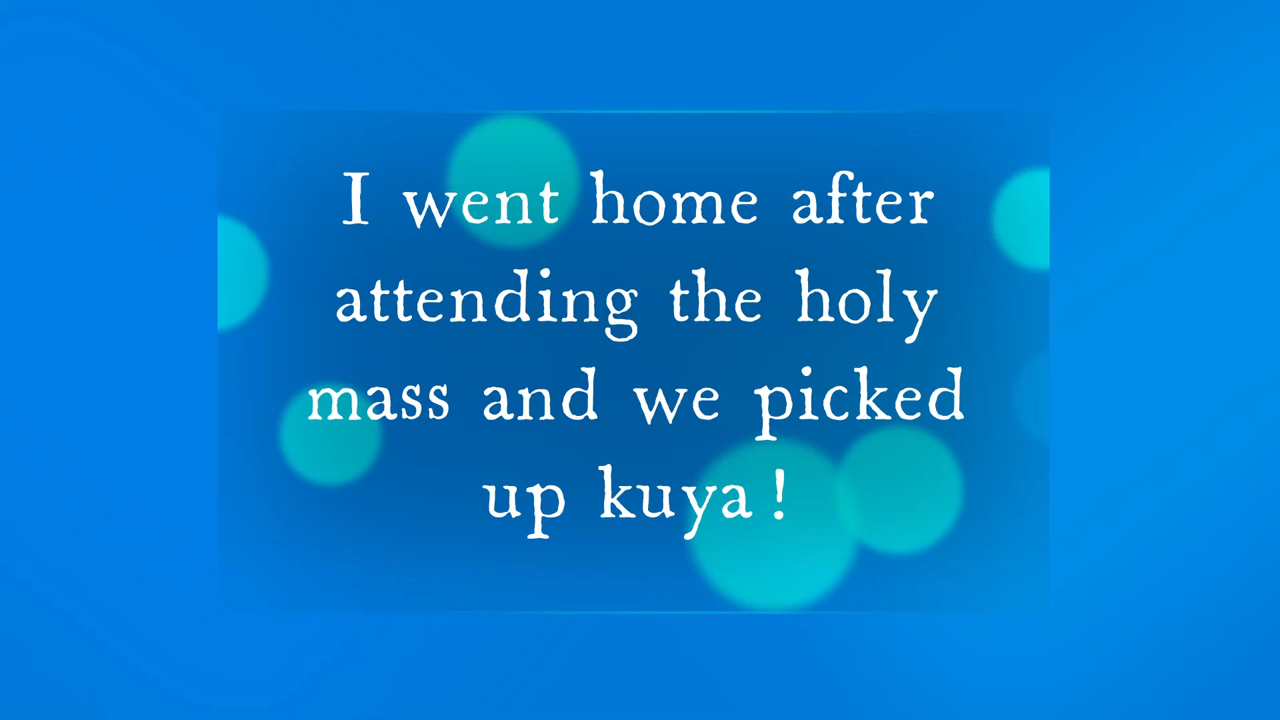 I went home after
attending the holy
mass and we picked
up kuya !